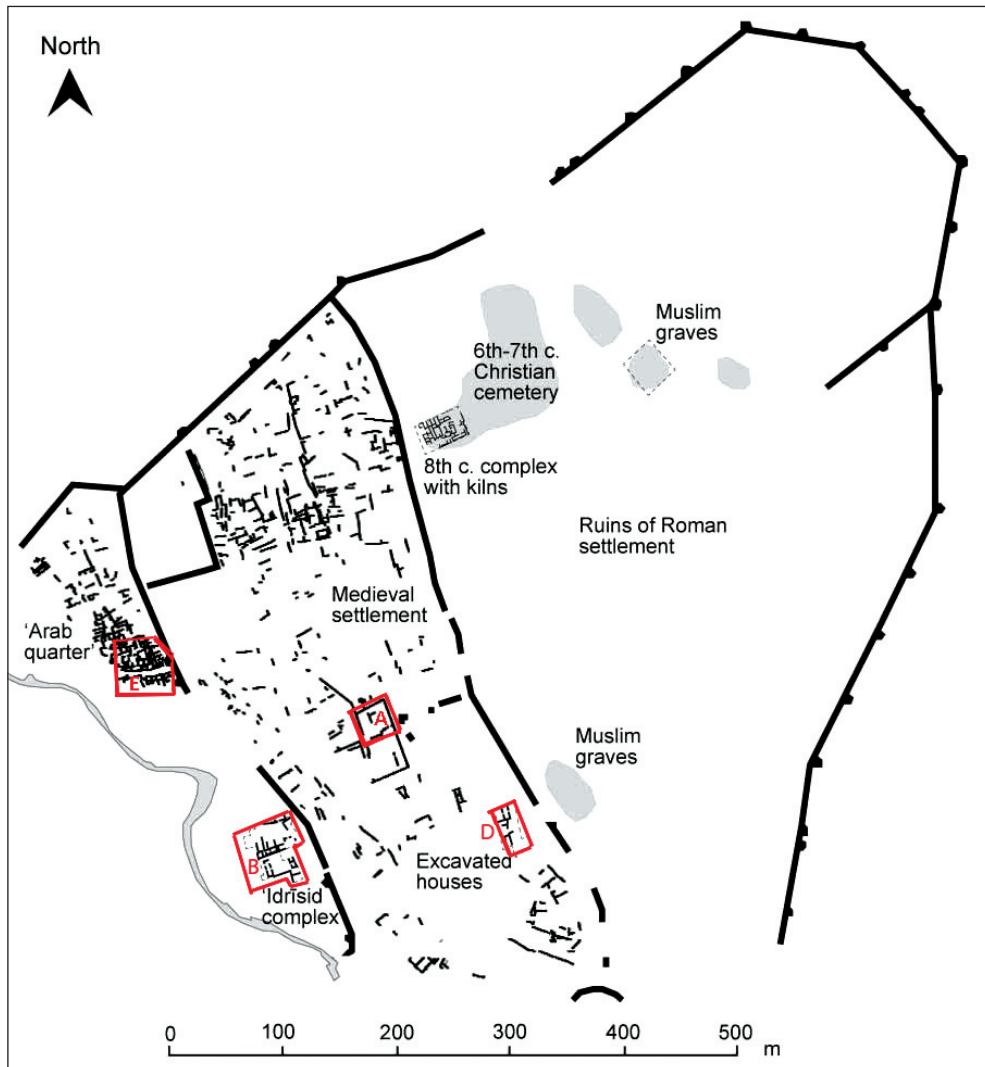 North
Muslim
graves
6th-7th c.
Christian
cemetery
8th c. complex
with kilns
Ruins of Roman
settlement
Medieval
settlement
'Arab
quarter'
E
A
Muslim
graves
D
Excavated
houses
B
'Idrīsid
complex
0 100 200 300 400 500
m